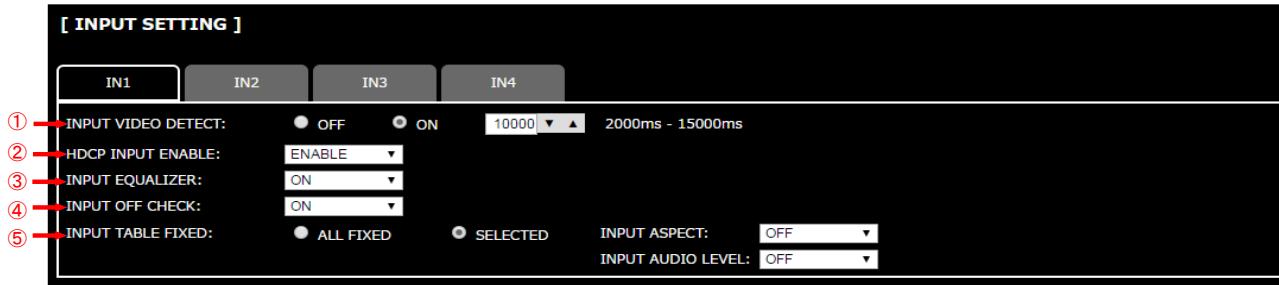 [ INPUT SETTING ]
IN1 IN2 IN3 IN4
① INPUT VIDEO DETECT: OFF ON 10000 ▼ ▲ 2000ms - 15000ms
② HDCP INPUT ENABLE: ENABLE ▼
③ INPUT EQUALIZER: ON ▼
④ INPUT OFF CHECK: ON ▼
⑤ INPUT TABLE FIXED: ALL FIXED SELECTED INPUT ASPECT: OFF ▼
INPUT AUDIO LEVEL: OFF ▼